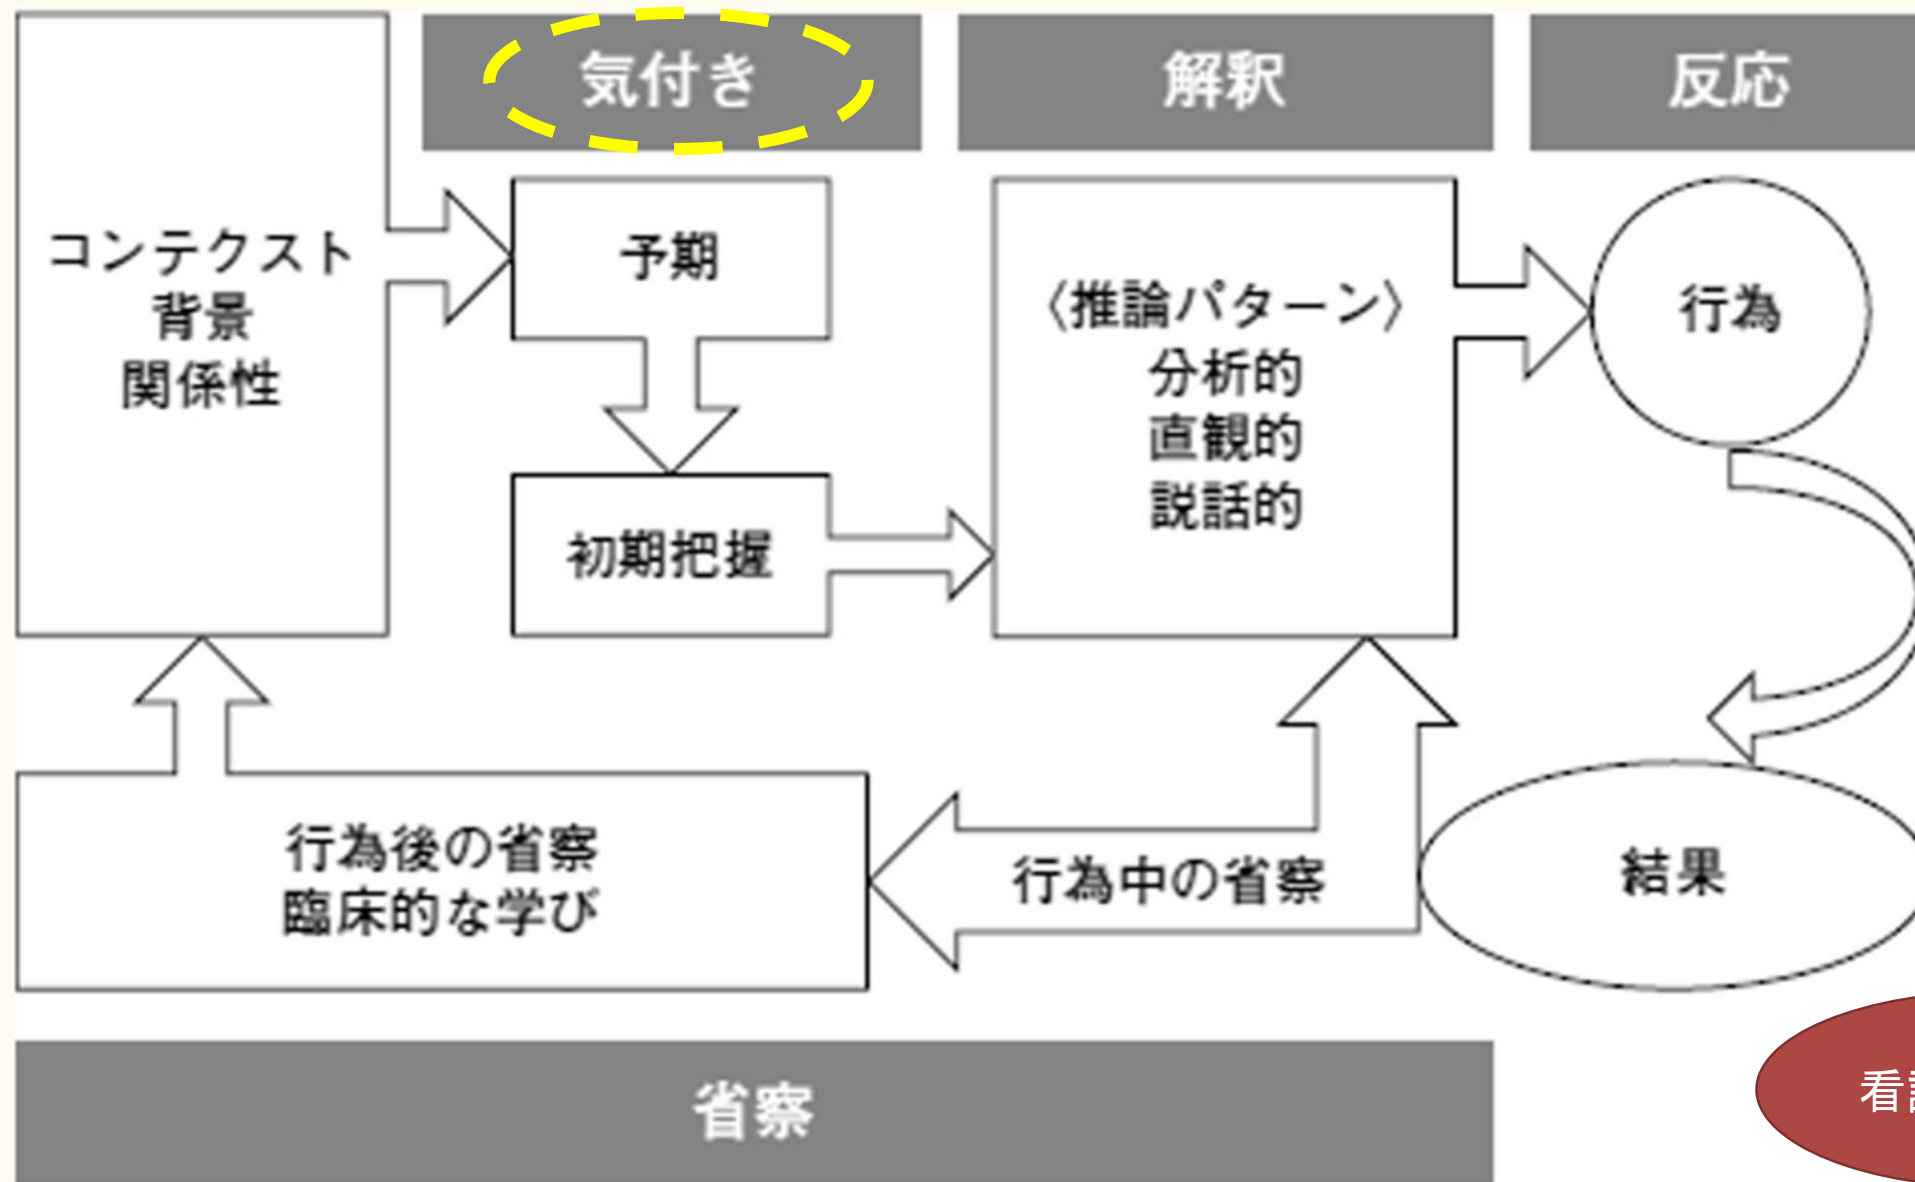 気付き
解釈
反応
コンテクスト
背景
関係性
予期
初期把握
〈推論パターン〉
分析的
直観的
説話的
行為
行為後の省察
臨床的な学び
行為中の省察
結果
省察
看